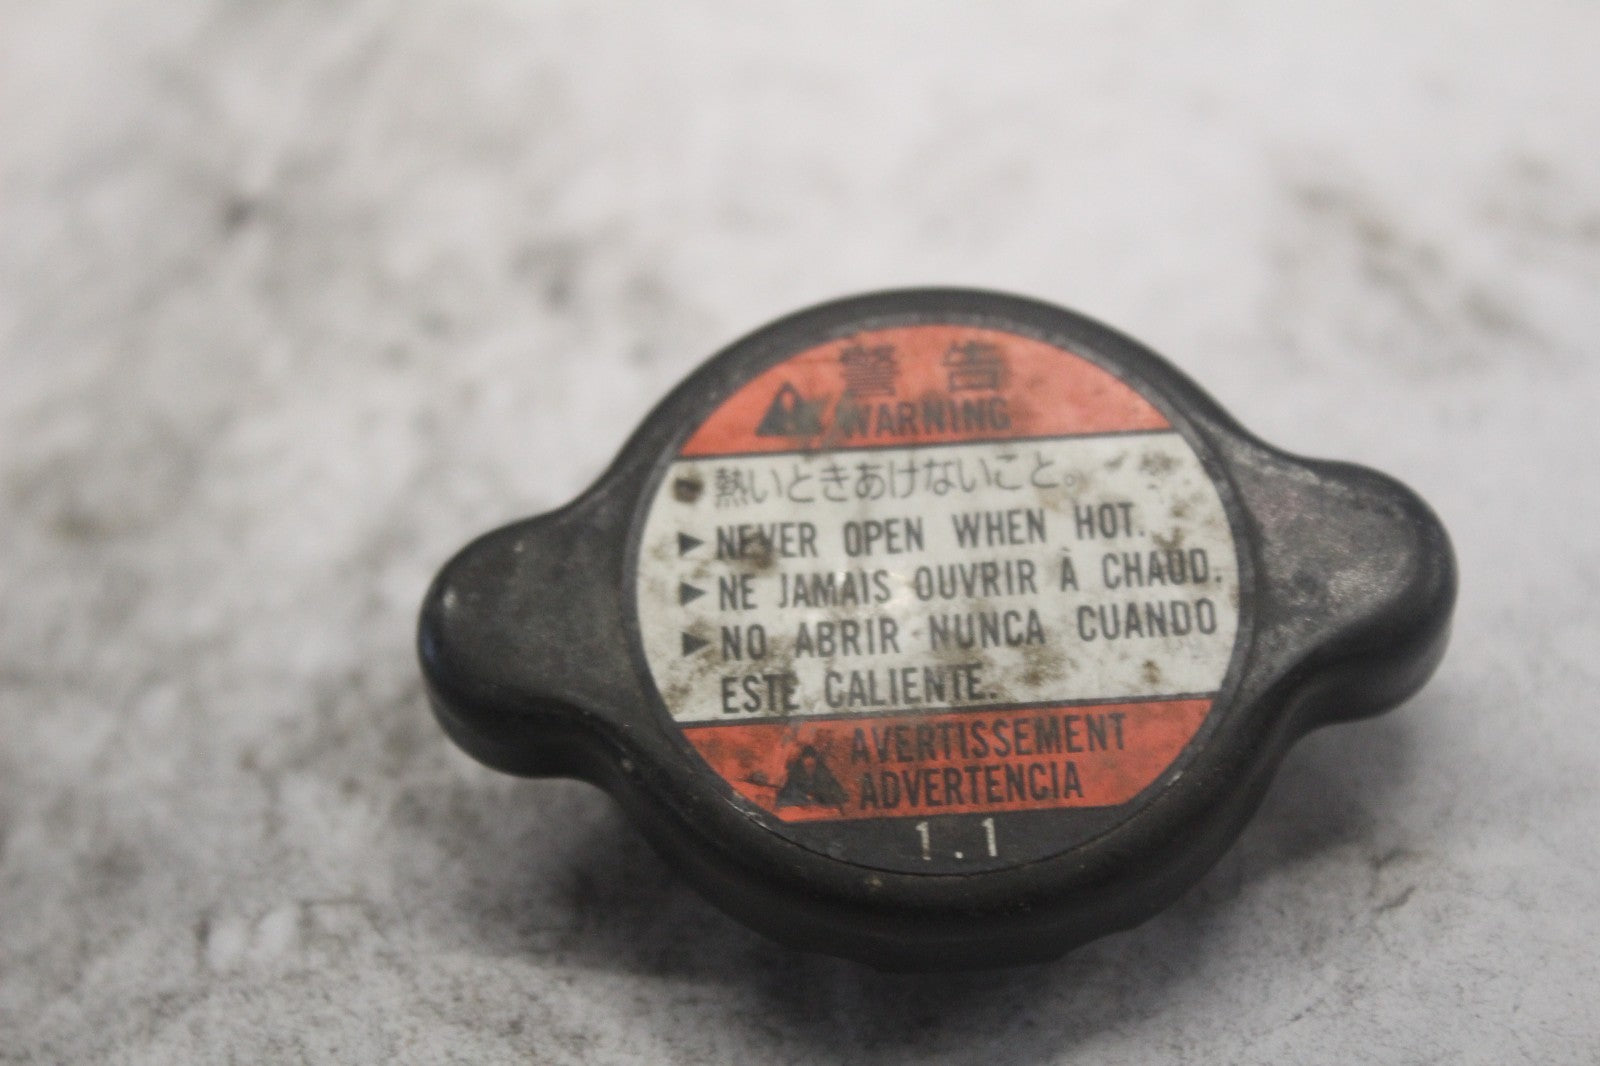 警告
WARNING
熱いときあけないこと。
▶NEVER OPEN WHEN HOT.
▶NE JAMAIS OUVRIR À CHAUD.
▶NO ABRIR NUNCA CUANDO
ESTE CALIENTE.
AVERTISSEMENT
ADVERTENCIA
1.1